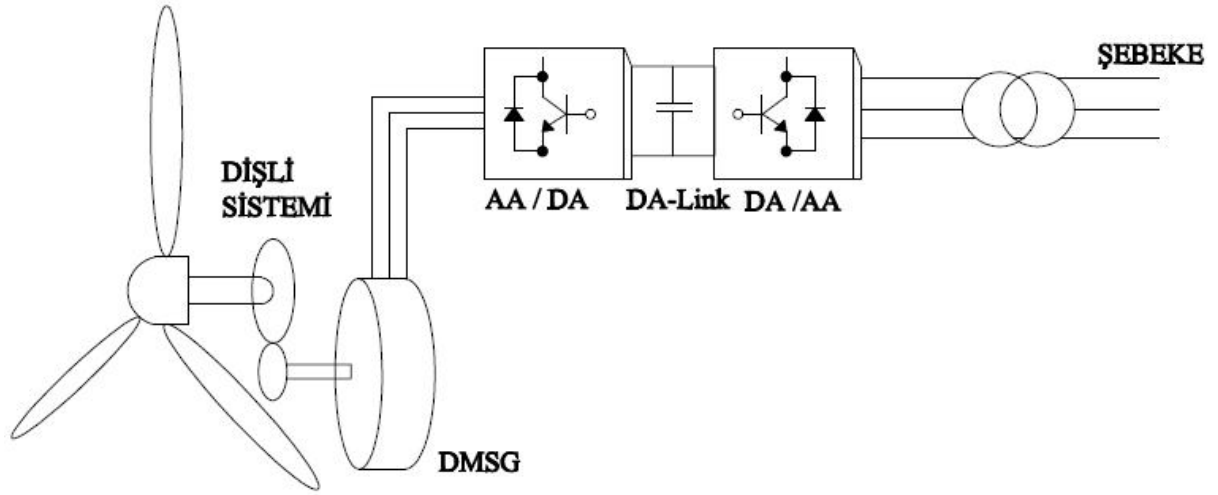 ŞEBEKE
DİŞLİ
SİSTEMİ
AA / DA
DA-Link
DA /AA
DMSG